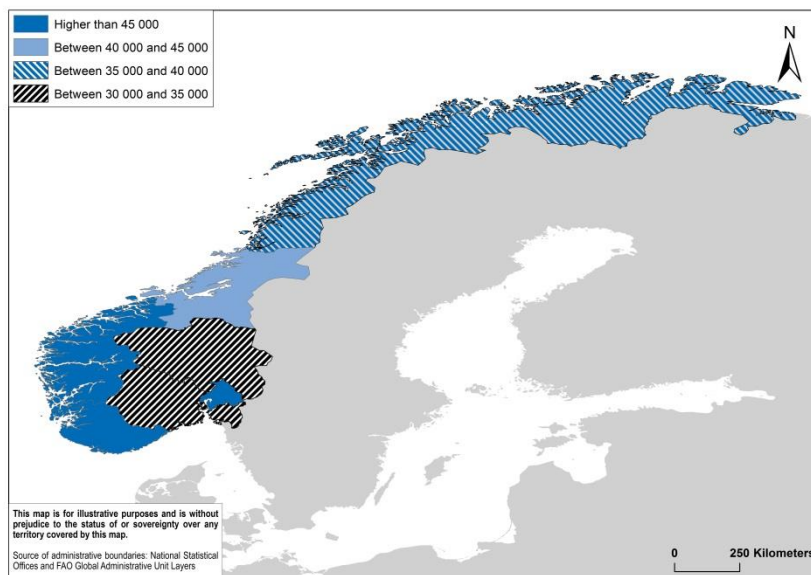 Higher than 45 000
Between 40 000 and 45 000
Between 35 000 and 40 000
Between 30 000 and 35 000
N
This map is for illustrative purposes and is without
prejudice to the status of or sovereignty over any
territory covered by this map.
Source of administrative boundaries: National Statistical
Offices and FAO Global Administrative Unit Layers
0 250 Kilometers